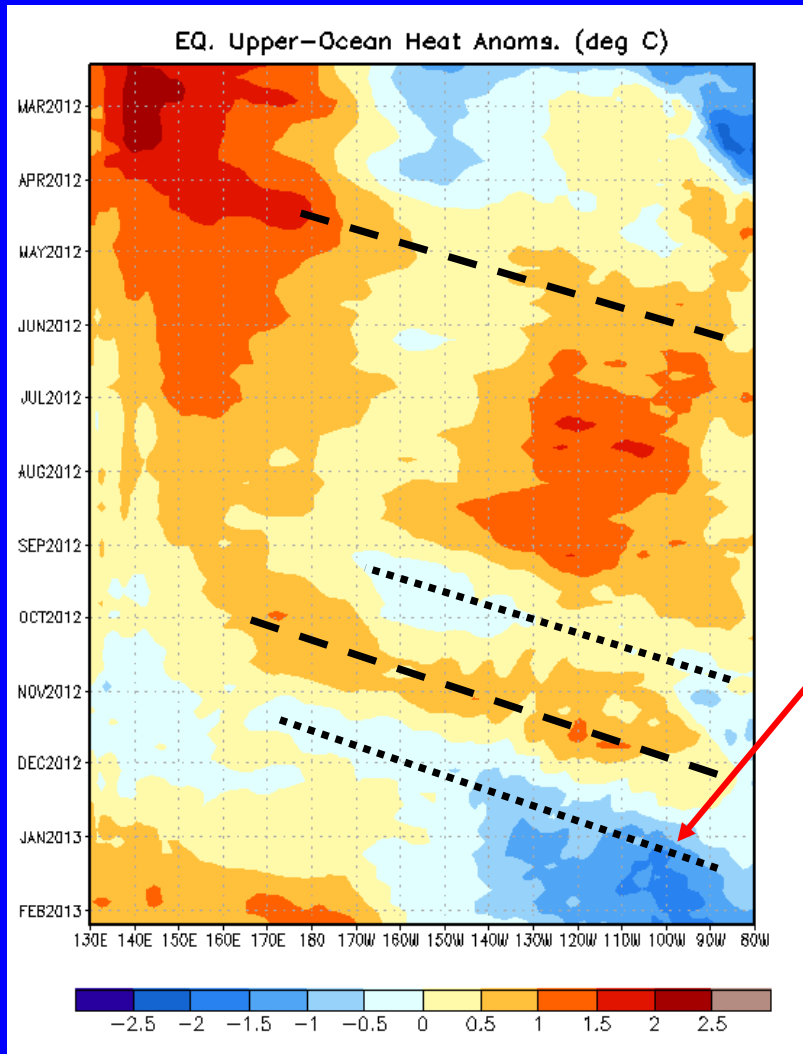 EQ. Upper-Ocean Heat Anoms. (deg C)
MAR2012
APR2012
MAY2012
JUN2012
JUL2012
AUG2012
SEP2012
OCT2012
NOV2012
DEC2012
JAN2013
FEB2013
130E 140E 150E 160E 170E 180 170W 160W 150W 140W 130W 120W 110W 100W 90W 80W
-2.5 -2 -1.5 -1 -0.5 0 0.5 1 1.5 2 2.5